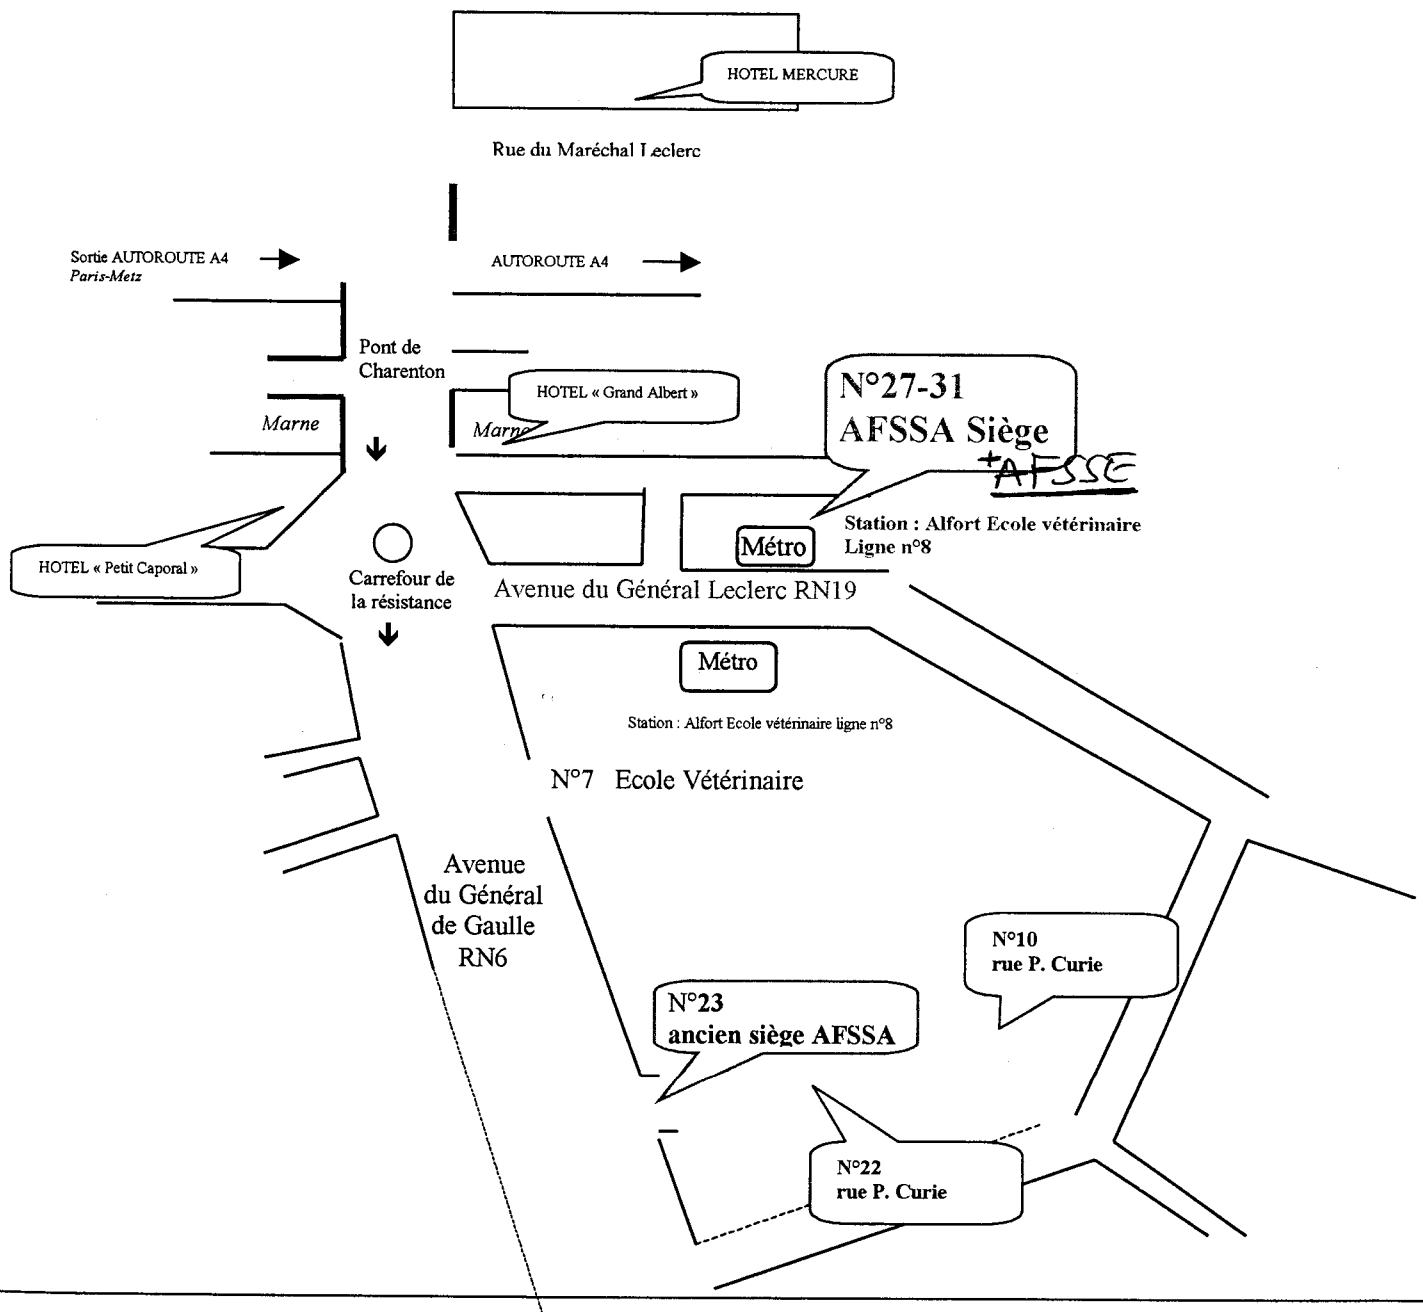 HOTEL MERCURE
Rue du Maréchal Leclerc
Sortie AUTOROUTE A4
Paris-Metz
AUTOROUTE A4
Pont de
Charenton
HOTEL « Grand Albert »
N°27-31
AFSSA Siège
+ AFSSE
Marne
Marne
Station : Alfort Ecole vétérinaire
Ligne n°8
Métro
HOTEL « Petit Caporal »
Carrefour de
la résistance
Avenue du Général Leclerc RN19
Métro
Station : Alfort Ecole vétérinaire ligne n°8
N°7 Ecole Vétérinaire
Avenue
du Général
de Gaulle
RN6
N°10
rue P. Curie
N°23
ancien siège AFSSA
N°22
rue P. Curie